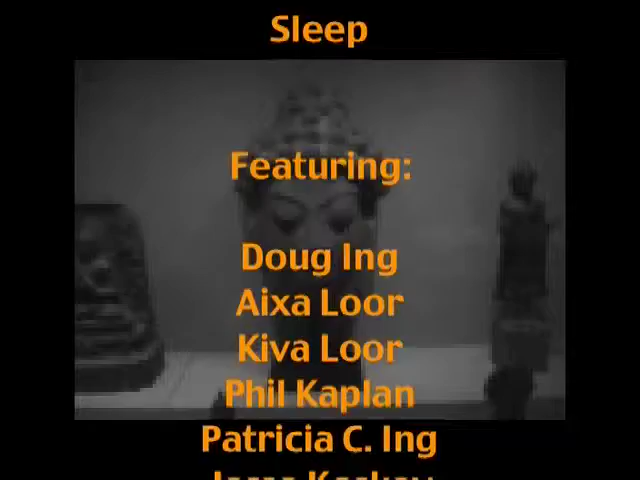 Sleep
Featuring:
Doug Ing
Aixa Loor
Kiva Loor
Phil Kaplan
Patricia C. Ing